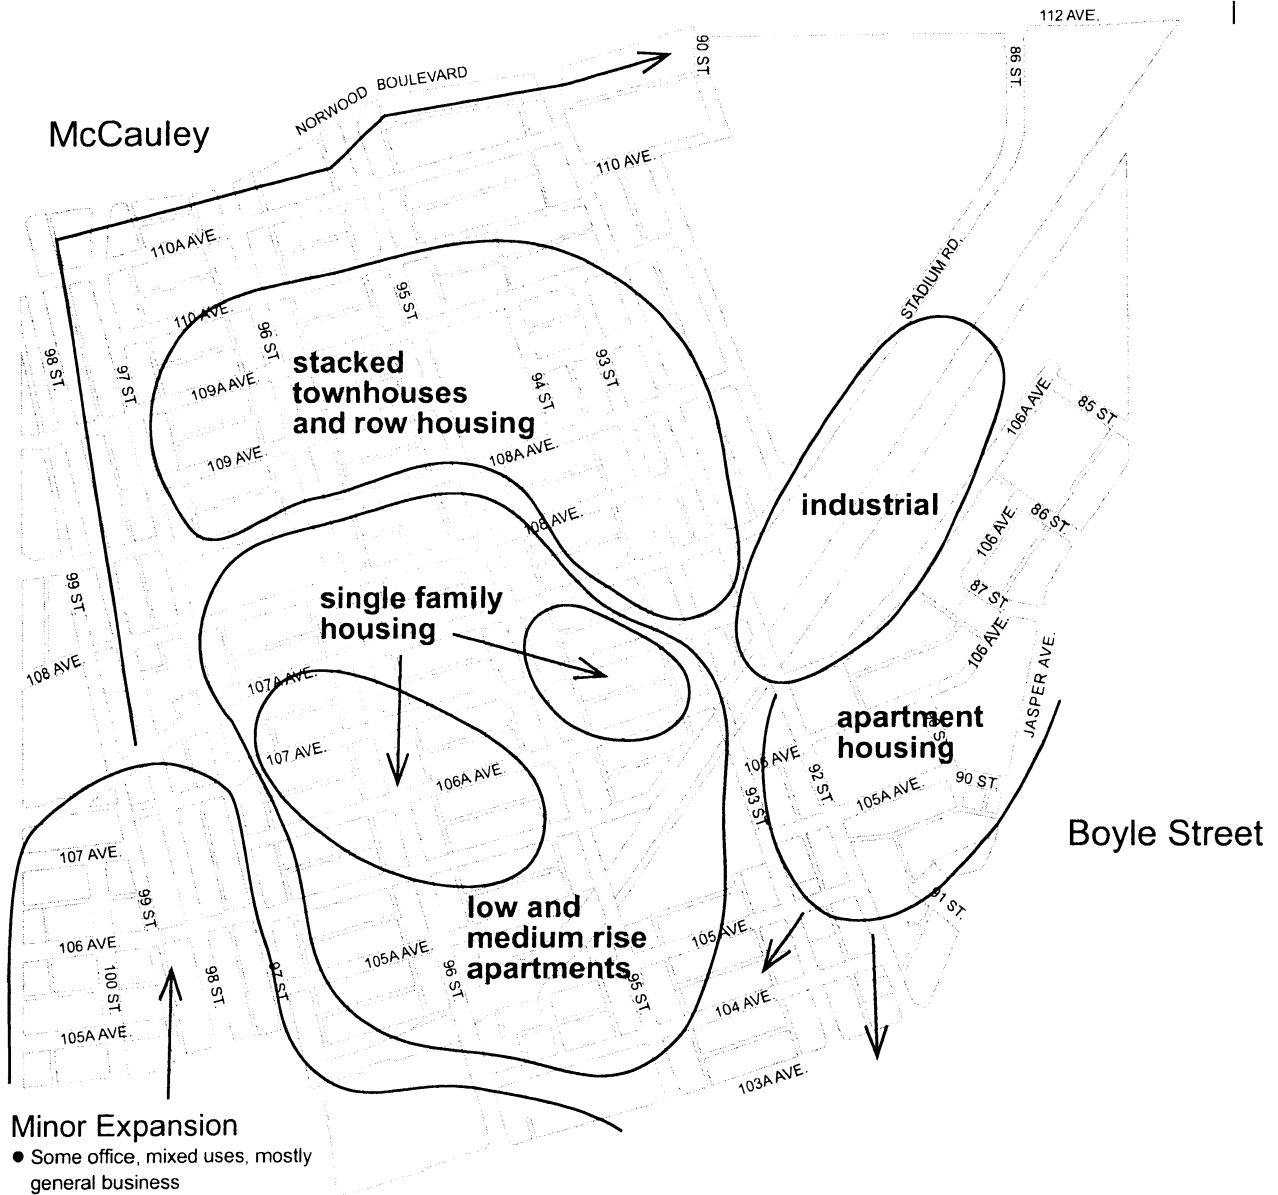 112 AVE.
90 ST.
86 ST.
NORWOOD BOULEVARD
McCauley
110 AVE.
110A AVE.
STADIUM RD.
95 ST.
110 AVE.
96 ST.
98 ST.
97 ST.
93 ST.
stacked
townhouses
and row housing
109A AVE.
94 ST.
106A AVE.
85 ST.
109 AVE.
108A AVE.
industrial
108 AVE.
86 ST.
106 AVE.
99 ST.
single family
housing
87 ST.
106 AVE.
108 AVE.
107A AVE.
JASPER AVE.
apartment
housing
107 AVE.
106A AVE.
106 AVE.
92 ST.
93 ST.
105A AVE.
90 ST.
Boyle Street
107 AVE.
99 ST.
91 ST.
low and
medium rise
apartments
106 AVE.
105A AVE.
105 AVE.
100 ST.
98 ST.
97 ST.
96 ST.
95 ST.
104 AVE.
105A AVE.
103A AVE.
Minor Expansion
● Some office, mixed uses, mostly
general business